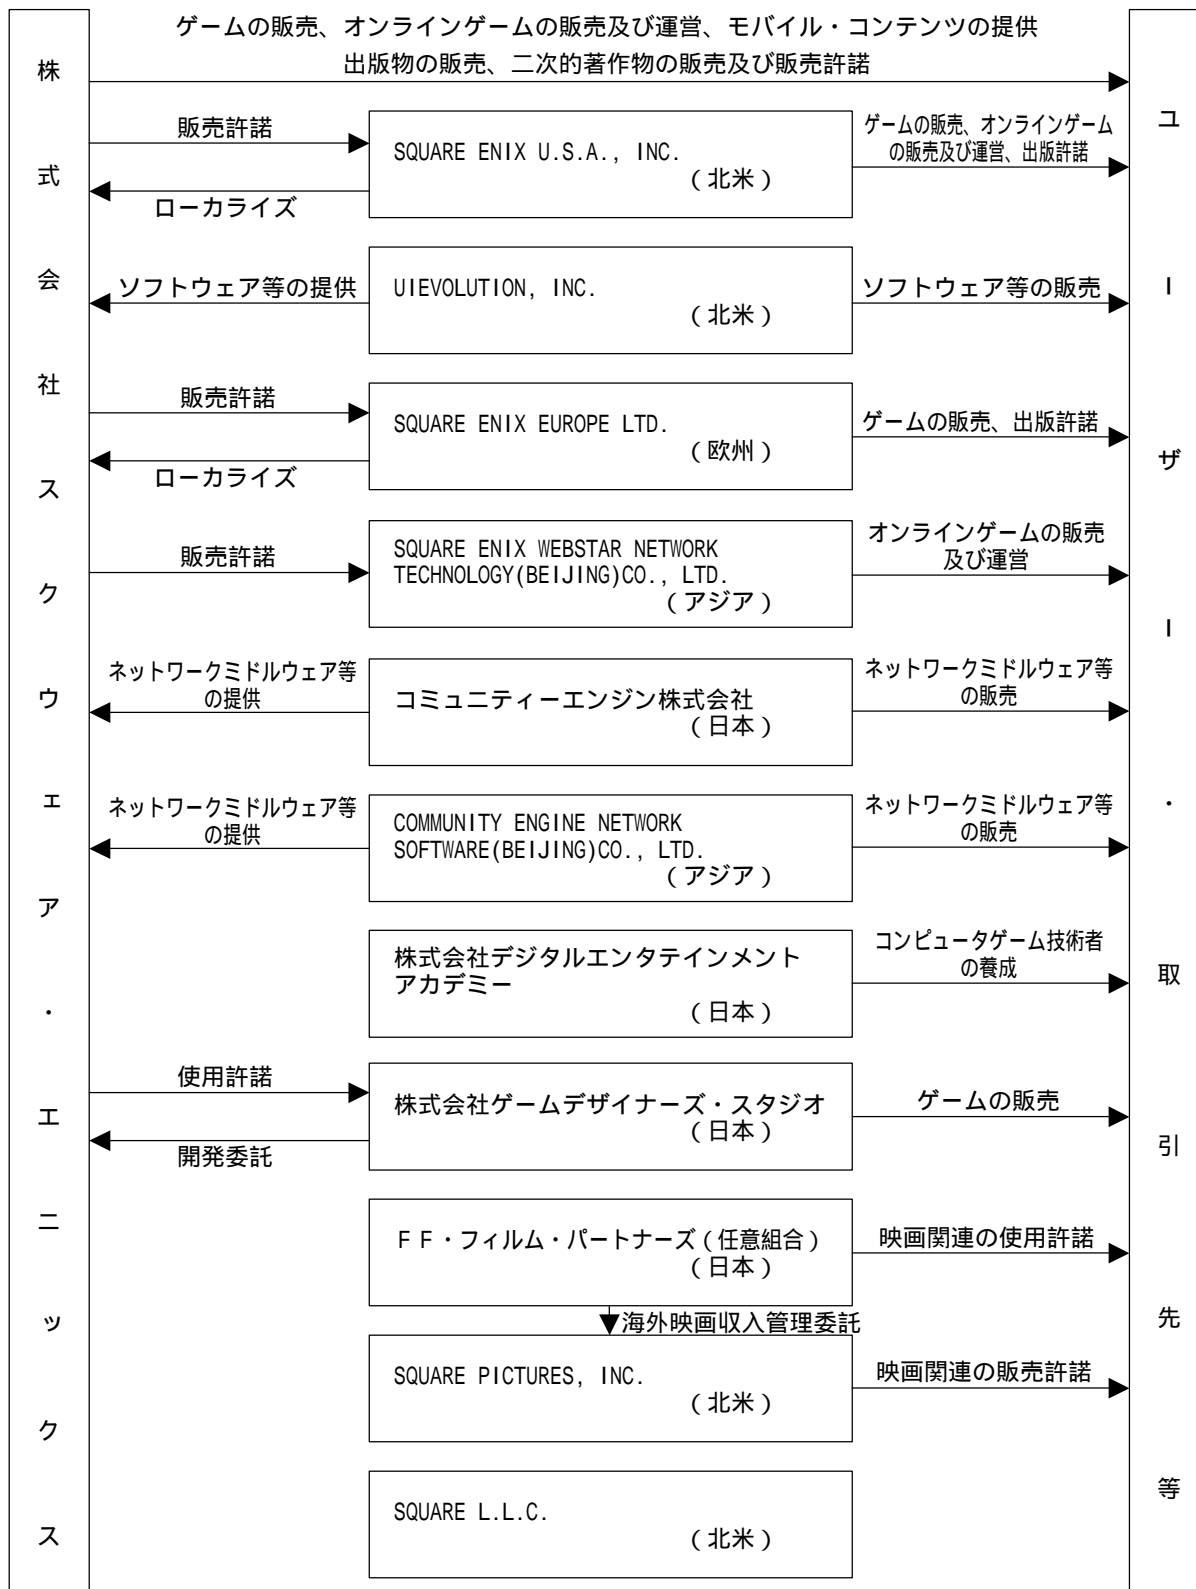 ゲームの販売、オンラインゲームの販売及び運営、モバイル・コンテンツの提供
出版物の販売、二次的著作物の販売及び販売許諾
株式会社スクウェア・エニックス
ユーザー・取引先等
販売許諾
ローカライズ
SQUARE ENIX U.S.A., INC.
（北米）
ゲームの販売、オンラインゲーム
の販売及び運営、出版許諾
ソフトウェア等の提供
UIEVOLUTION, INC.
（北米）
ソフトウェア等の販売
販売許諾
ローカライズ
SQUARE ENIX EUROPE LTD.
（欧州）
ゲームの販売、出版許諾
販売許諾
SQUARE ENIX WEBSTAR NETWORK
TECHNOLOGY(BEIJING)CO., LTD.
（アジア）
オンラインゲームの販売
及び運営
ネットワークミドルウェア等
の提供
コミュニティーエンジン株式会社
（日本）
ネットワークミドルウェア等
の販売
ネットワークミドルウェア等
の提供
COMMUNITY ENGINE NETWORK
SOFTWARE(BEIJING)CO., LTD.
（アジア）
ネットワークミドルウェア等
の販売
株式会社デジタルエンタテインメント
アカデミー
（日本）
コンピュータゲーム技術者
の養成
使用許諾
開発委託
株式会社ゲームデザイナーズ・スタジオ
（日本）
ゲームの販売
ＦＦ・フィルム・パートナーズ（任意組合）
（日本）
映画関連の使用許諾
海外映画収入管理委託
SQUARE PICTURES, INC.
（北米）
映画関連の販売許諾
SQUARE L.L.C.
（北米）